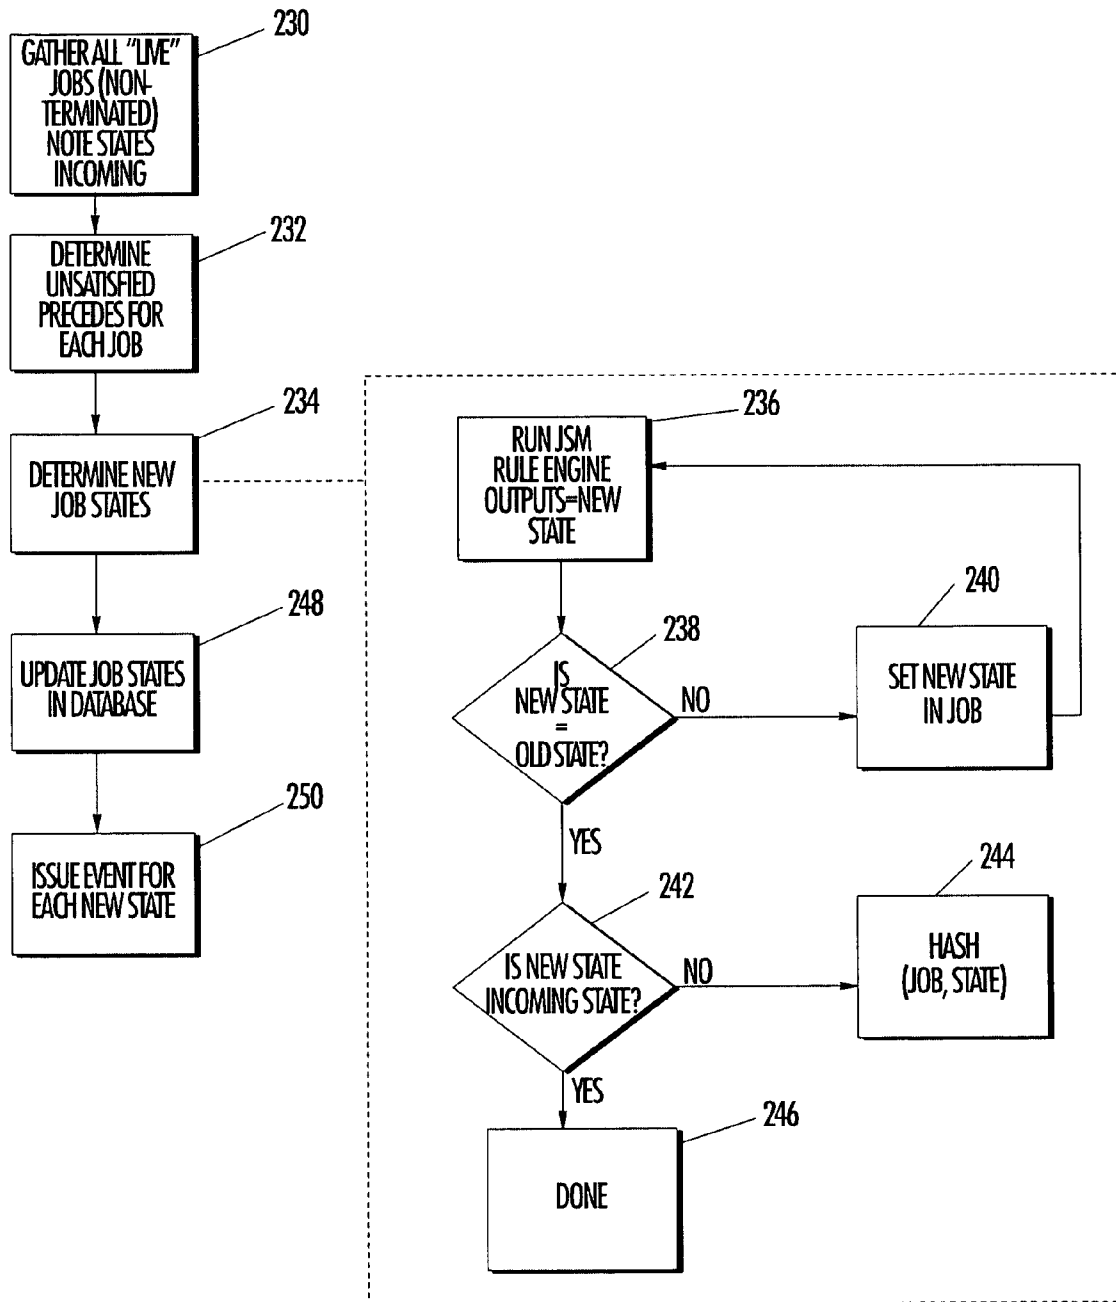 230
GATHER ALL “LIVE”
JOBS (NON-
TERMINATED)
NOTE STATES
INCOMING
232
DETERMINE
UNSATISFIED
PRECEDES FOR
EACH JOB
234
DETERMINE NEW
JOB STATES
248
UPDATE JOB STATES
IN DATABASE
250
ISSUE EVENT FOR
EACH NEW STATE
236
RUN JSM
RULE ENGINE
OUTPUTS=NEW
STATE
238
IS
NEW STATE
=
OLD STATE?
NO
240
SET NEW STATE
IN JOB
YES
242
IS NEW STATE
INCOMING STATE?
NO
244
HASH
(JOB, STATE)
YES
246
DONE